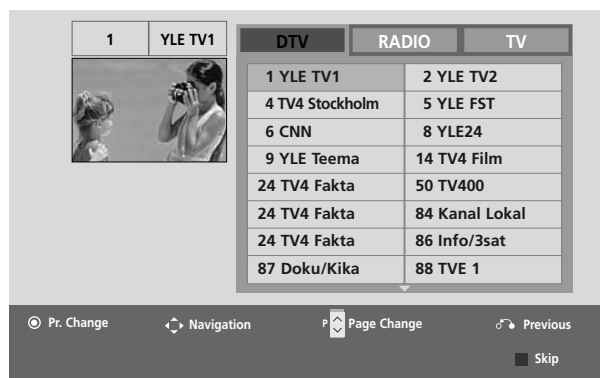 1 YLE TV1
DTV RADIO TV
1 YLE TV1 2 YLE TV2
4 TV4 Stockholm 5 YLE FST
6 CNN 8 YLE24
9 YLE Teema 14 TV4 Film
24 TV4 Fakta 50 TV400
24 TV4 Fakta 84 Kanal Lokal
24 TV4 Fakta 86 Info/3sat
87 Doku/Kika 88 TVE 1
Pr. Change Navigation P Page Change Previous
Skip